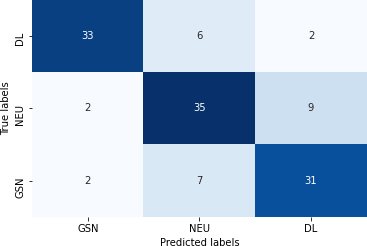 DL
33
6
2
NEU
2
35
9
GSN
2
7
31
GSN
NEU
DL
True labels
Predicted labels